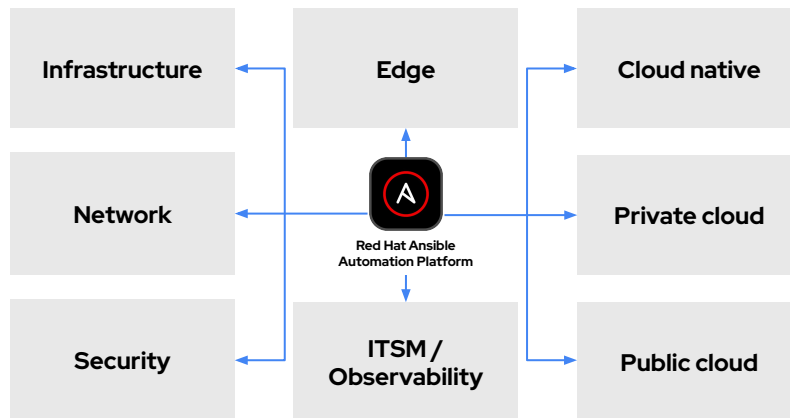 Infrastructure
Edge
Cloud native
Network
Red Hat Ansible
Automation Platform
Private cloud
Security
ITSM /
Observability
Public cloud